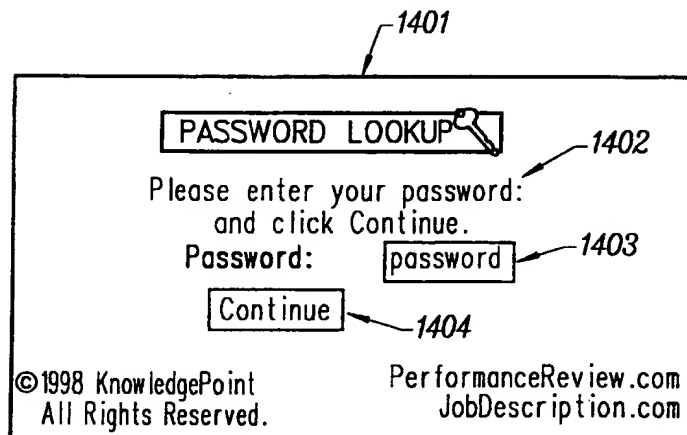 1401
PASSWORD LOOKUP
1402
Please enter your password:
and click Continue.
Password: password
1403
Continue
1404
©1998 KnowledgePoint
All Rights Reserved.
PerformanceReview.com
JobDescription.com